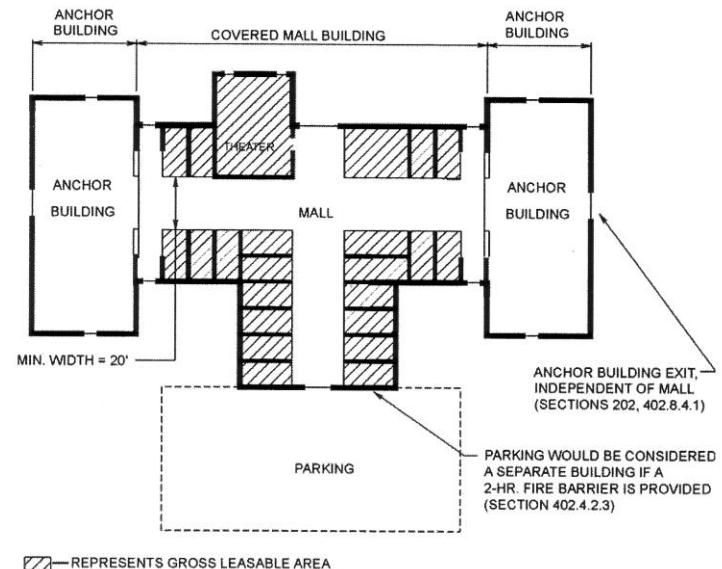 ANCHOR
BUILDING
COVERED MALL BUILDING
ANCHOR
BUILDING
THEATER
ANCHOR
BUILDING
MALL
ANCHOR
BUILDING
MIN. WIDTH = 20'
ANCHOR BUILDING EXIT,
INDEPENDENT OF MALL
(SECTIONS 202, 402.8.4.1)
PARKING
PARKING WOULD BE CONSIDERED
A SEPARATE BUILDING IF A
2-HR. FIRE BARRIER IS PROVIDED
(SECTION 402.4.2.3)
REPRESENTS GROSS LEASABLE AREA